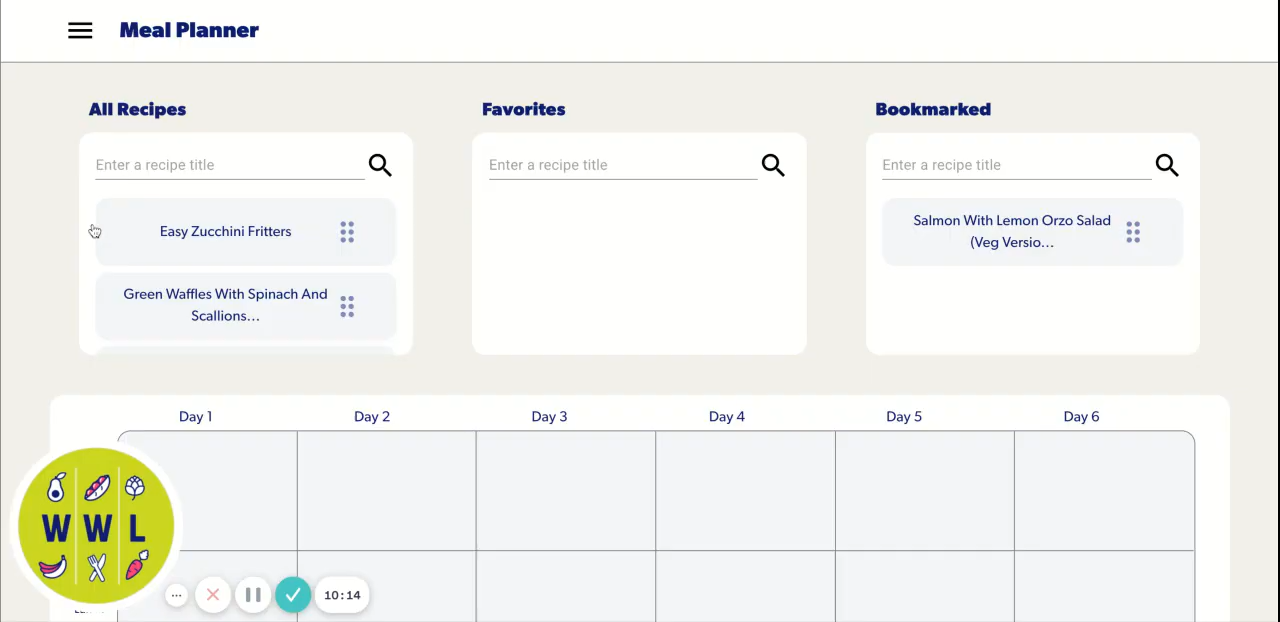 Meal Planner
All Recipes
Favorites
Bookmarked
Enter a recipe title
Enter a recipe title
Enter a recipe title
Easy Zucchini Fritters
Salmon With Lemon Orzo Salad
(Veg Versio...
Green Waffles With Spinach And
Scallions...
Day 1
Day 2
Day 3
Day 4
Day 5
Day 6
W W L
10:14